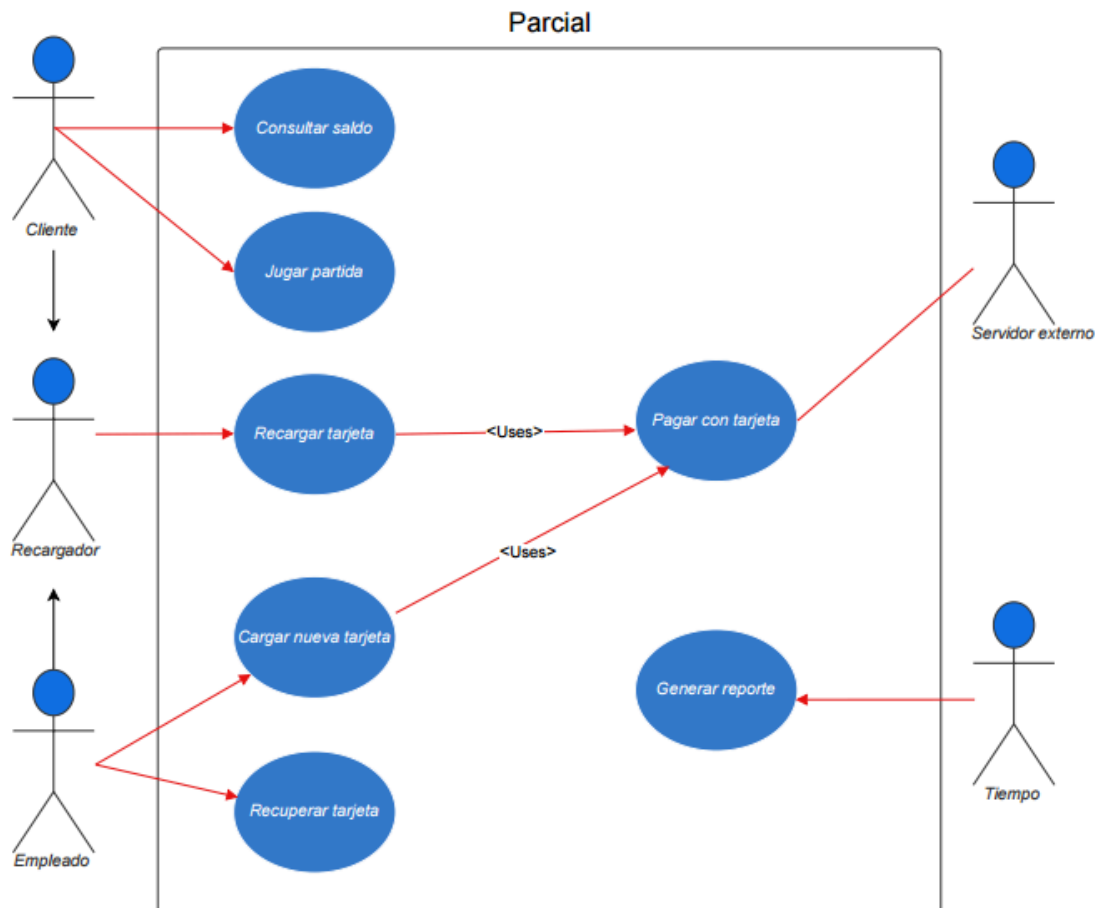 Parcial
Consultar saldo
Cliente
Jugar partida
Servidor externo
Recargar tarjeta
<Uses>
Pagar con tarjeta
Recargador
<Uses>
Cargar nueva tarjeta
Generar reporte
Tiempo
Recuperar tarjeta
Empleado